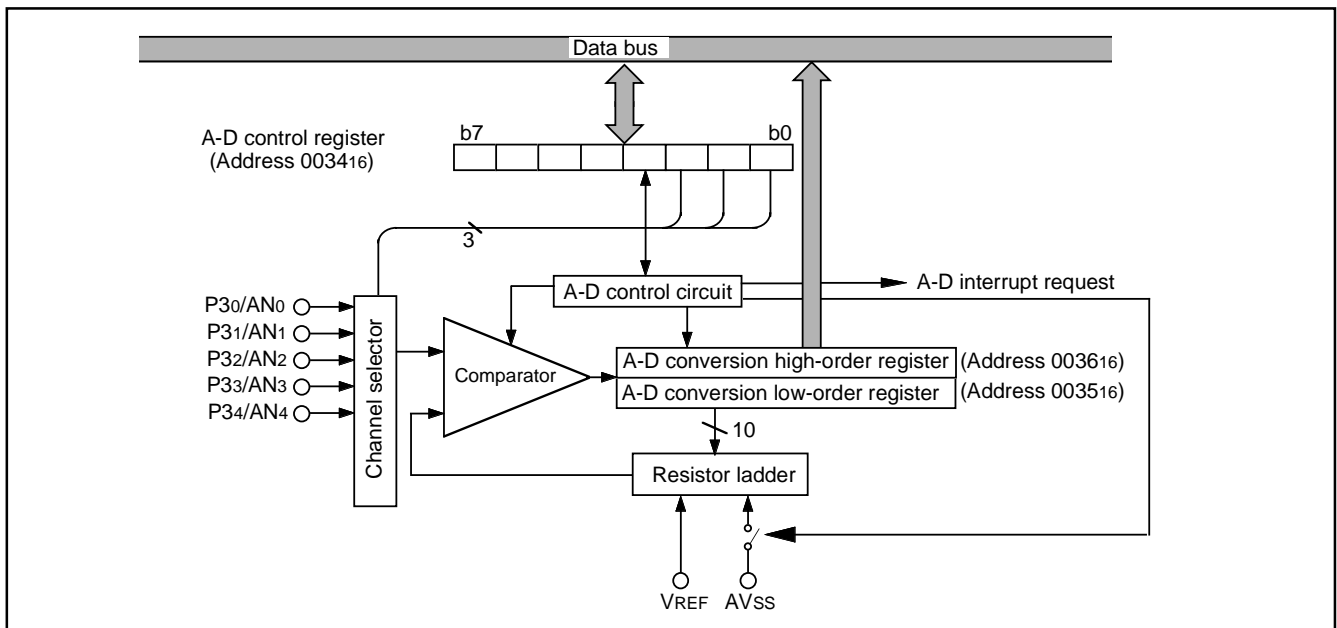 Data bus
A-D control register
(Address 003416)
b7
b0
3
A-D control circuit
A-D interrupt request
P30/AN0
P31/AN1
P32/AN2
P33/AN3
P34/AN4
Channel selector
Comparator
A-D conversion high-order register
(Address 003616)
A-D conversion low-order register
(Address 003516)
10
Resistor ladder
VREF
AVSS